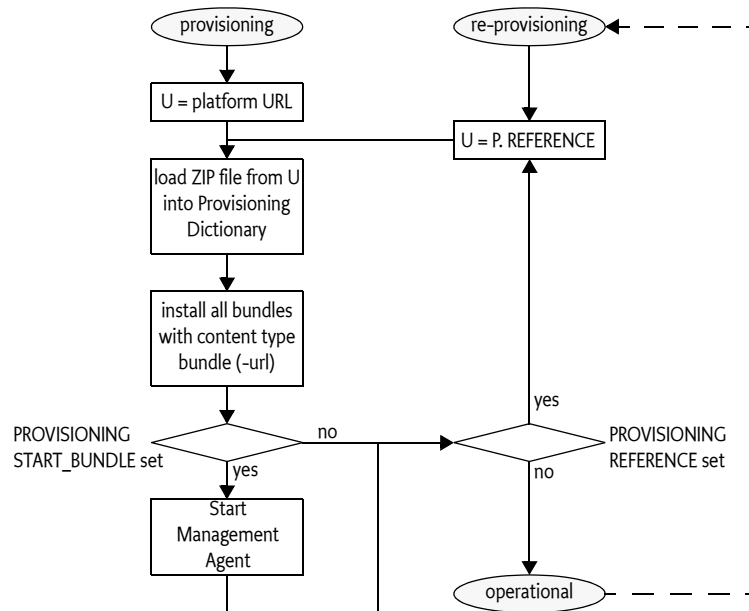 provisioning
re-provisioning
U = platform URL
U = P. REFERENCE
load ZIP file from U
into Provisioning
Dictionary
install all bundles
with content type
bundle (-url)
yes
no
PROVISIONING
START_BUNDLE set
PROVISIONING
REFERENCE set
yes
no
Start
Management
Agent
operational